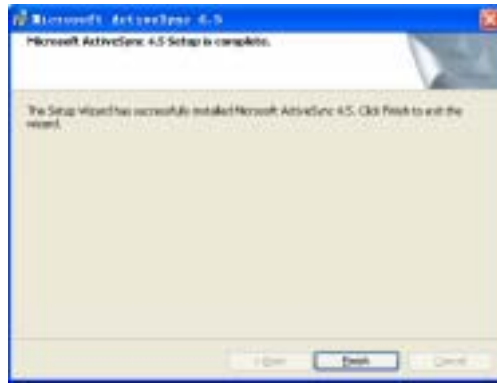 Microsoft ActiveSync 4.5
Microsoft ActiveSync 4.5 Setup is complete.
The Setup Wizard has successfully installed Microsoft ActiveSync 4.5. Click Finish to exit the
wizard.
< Back
Finish
Cancel